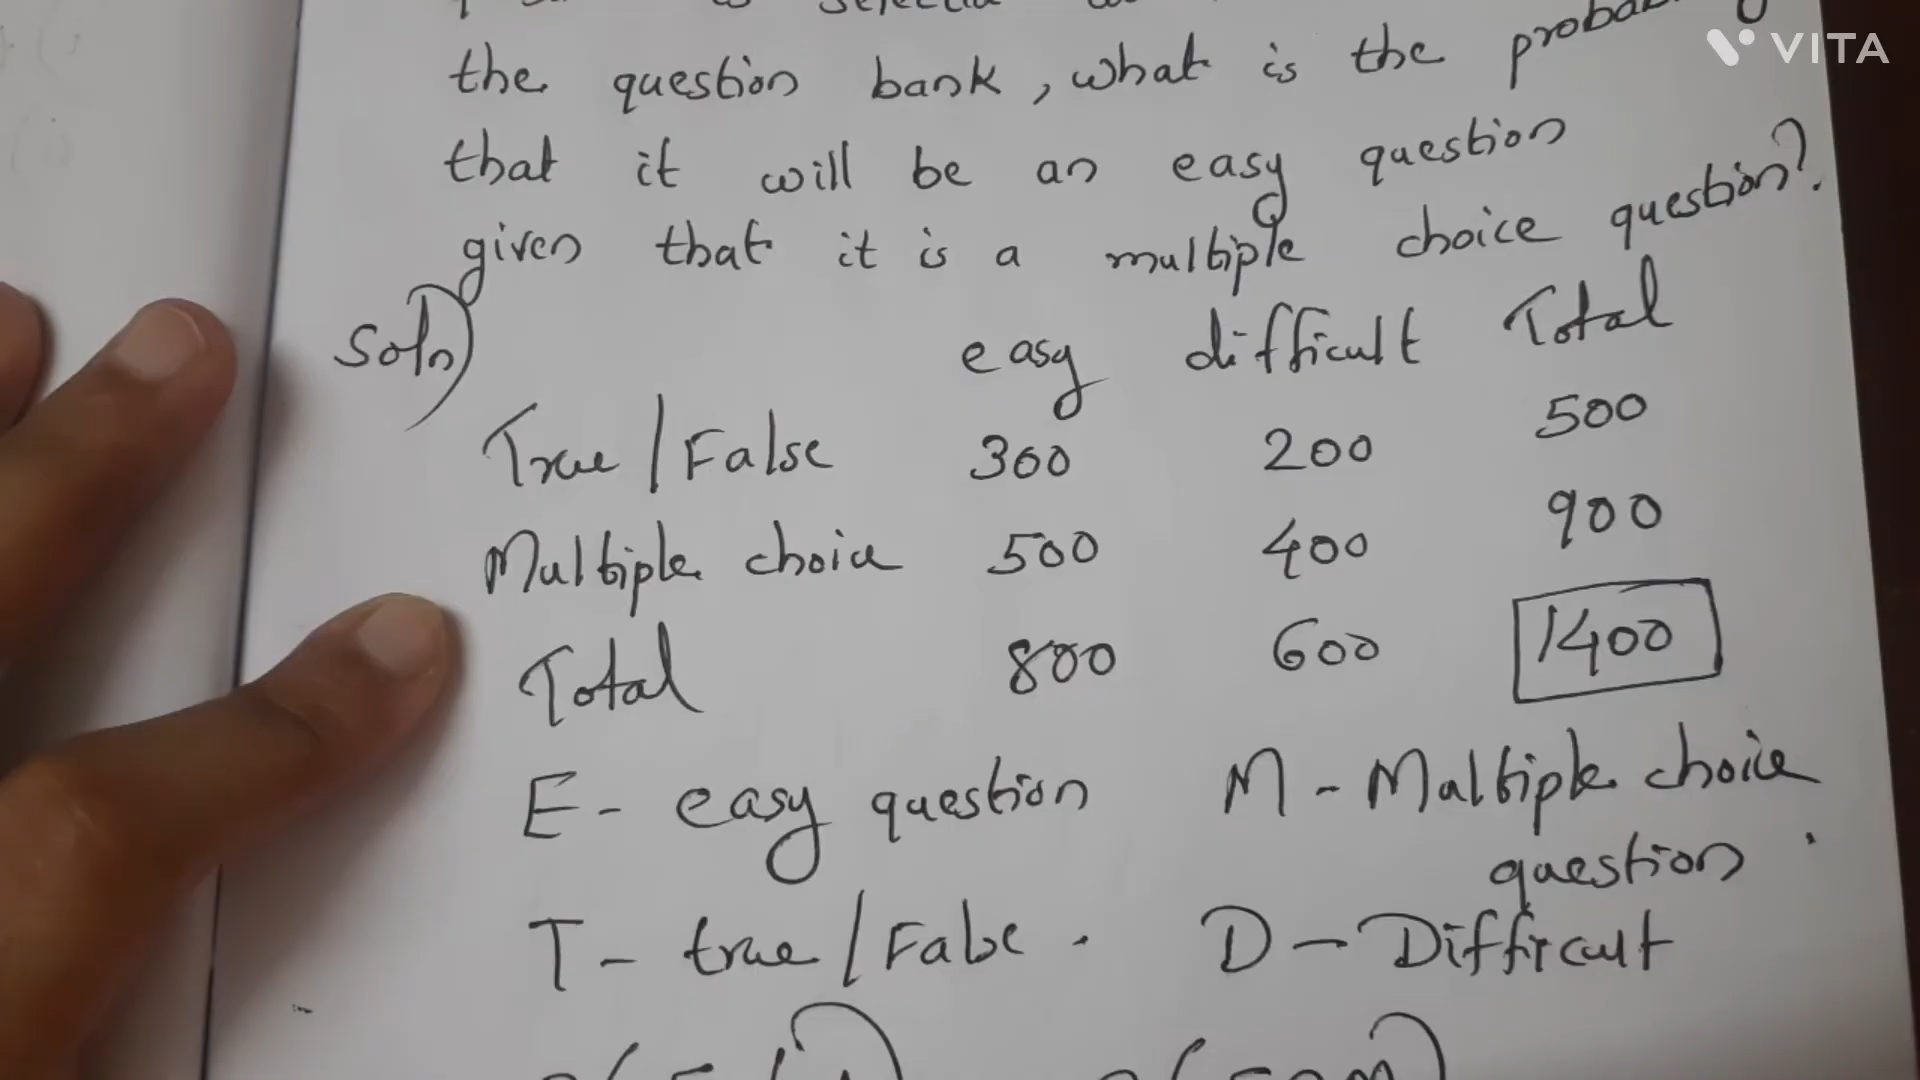 VITA
the question bank, what is the
that it will be an easy question
given that it is a multiple choice question?
Soln)
easy difficult Total
True/False 300 200 500
Multiple choice 500 400 900
Total 800 600 1400
E- easy question M - Multiple choice
question
T- true/False. D- Difficult